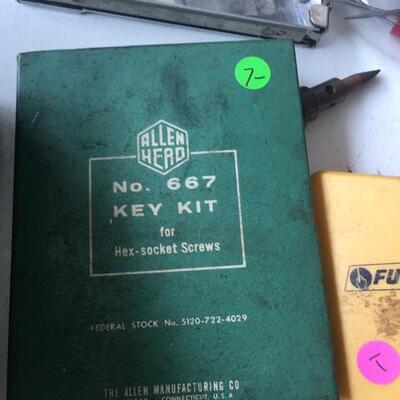 7-
ALLEN
HEAD
No. 667
KEY KIT
for
Hex-socket Screws
FEDERAL STOCK No. 5120-722-4029
THE ALLEN MANUFACTURING CO
CONNECTICUT, U.S.A
FU
1-